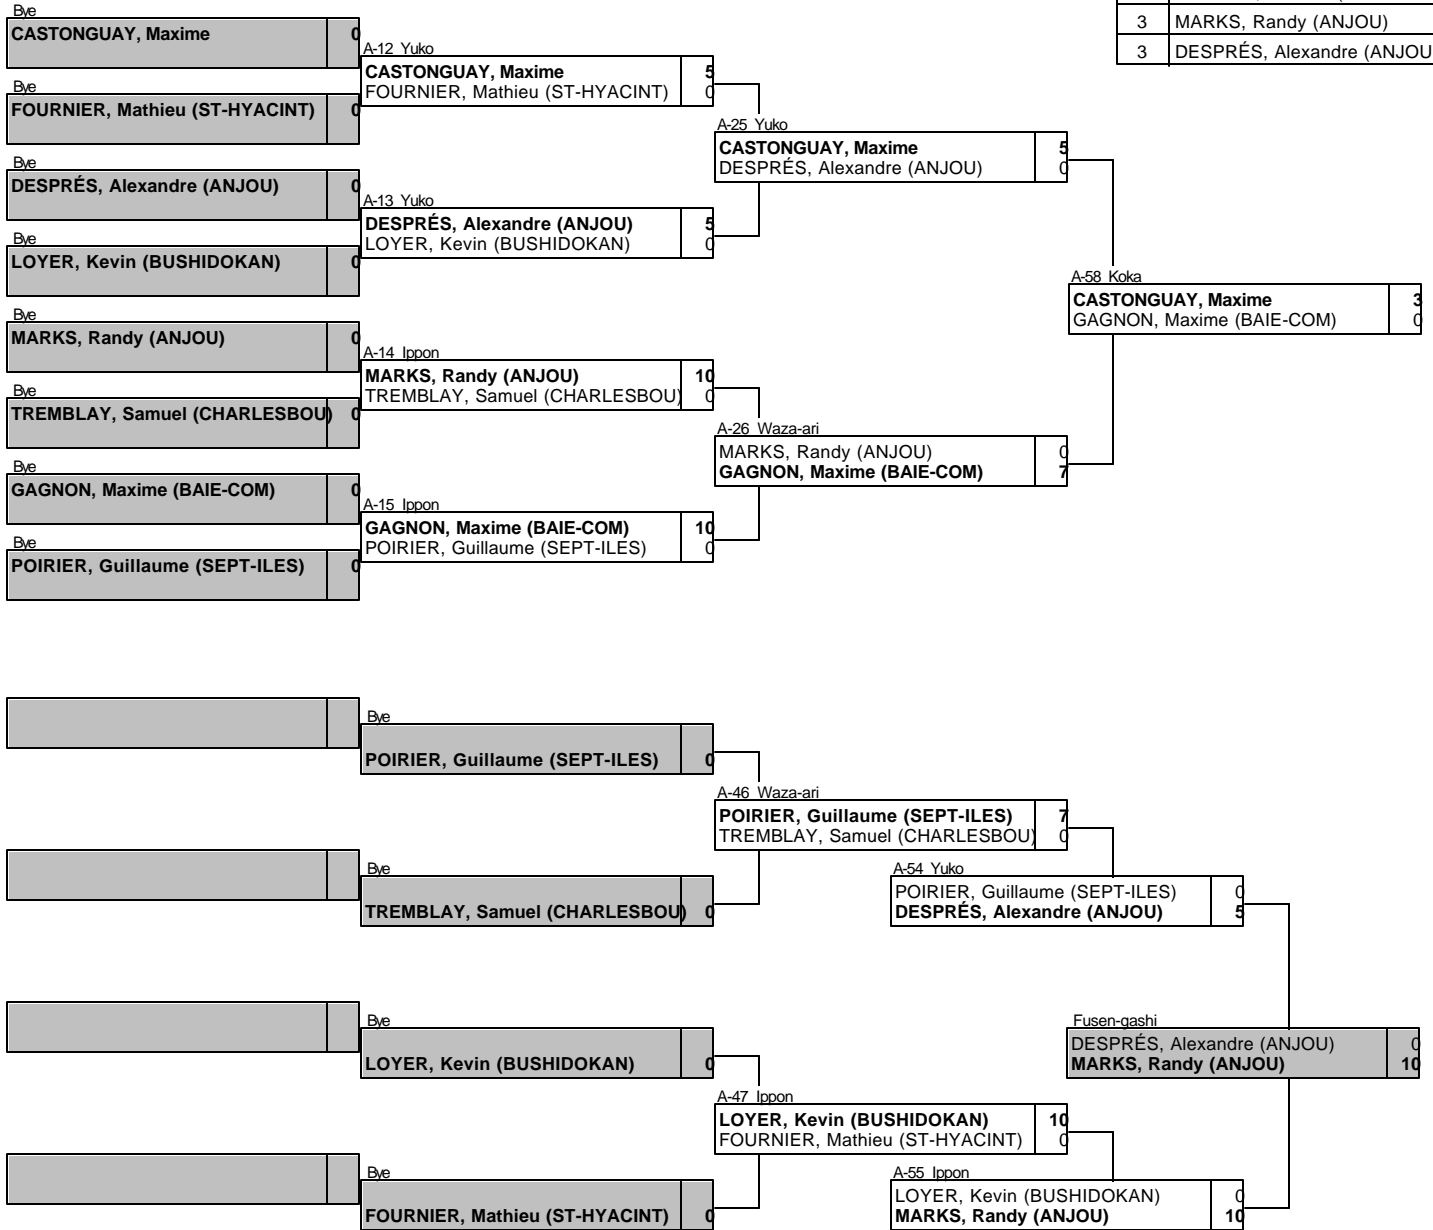 Bye
CASTONGUAY, Maxime 0
Bye
FOURNIER, Mathieu (ST-HYACINT) 0
Bye
DESPRÉS, Alexandre (ANJOU) 0
Bye
LOYER, Kevin (BUSHIDOKAN) 0
Bye
MARKS, Randy (ANJOU) 0
Bye
TREMBLAY, Samuel (CHARLESBOU) 0
Bye
GAGNON, Maxime (BAIE-COM) 0
Bye
POIRIER, Guillaume (SEPT-ILES) 0
A-12 Yuko
CASTONGUAY, Maxime 5
FOURNIER, Mathieu (ST-HYACINT) 0
A-13 Yuko
DESPRÉS, Alexandre (ANJOU) 5
LOYER, Kevin (BUSHIDOKAN) 0
A-14 Ippon
MARKS, Randy (ANJOU) 10
TREMBLAY, Samuel (CHARLESBOU) 0
A-15 Ippon
GAGNON, Maxime (BAIE-COM) 10
POIRIER, Guillaume (SEPT-ILES) 0
A-25 Yuko
CASTONGUAY, Maxime 5
DESPRÉS, Alexandre (ANJOU) 0
A-26 Waza-ari
MARKS, Randy (ANJOU) 0
GAGNON, Maxime (BAIE-COM) 7
A-58 Koka
CASTONGUAY, Maxime 3
GAGNON, Maxime (BAIE-COM) 0
3 MARKS, Randy (ANJOU)
3 DESPRÉS, Alexandre (ANJOU
Bye
POIRIER, Guillaume (SEPT-ILES) 0
Bye
TREMBLAY, Samuel (CHARLESBOU) 0
Bye
LOYER, Kevin (BUSHIDOKAN) 0
Bye
FOURNIER, Mathieu (ST-HYACINT) 0
A-46 Waza-ari
POIRIER, Guillaume (SEPT-ILES) 7
TREMBLAY, Samuel (CHARLESBOU) 0
A-47 Ippon
LOYER, Kevin (BUSHIDOKAN) 10
FOURNIER, Mathieu (ST-HYACINT) 0
A-54 Yuko
POIRIER, Guillaume (SEPT-ILES) 0
DESPRÉS, Alexandre (ANJOU) 5
A-55 Ippon
LOYER, Kevin (BUSHIDOKAN) 0
MARKS, Randy (ANJOU) 10
Fusen-gashi
DESPRÉS, Alexandre (ANJOU) 0
MARKS, Randy (ANJOU) 10